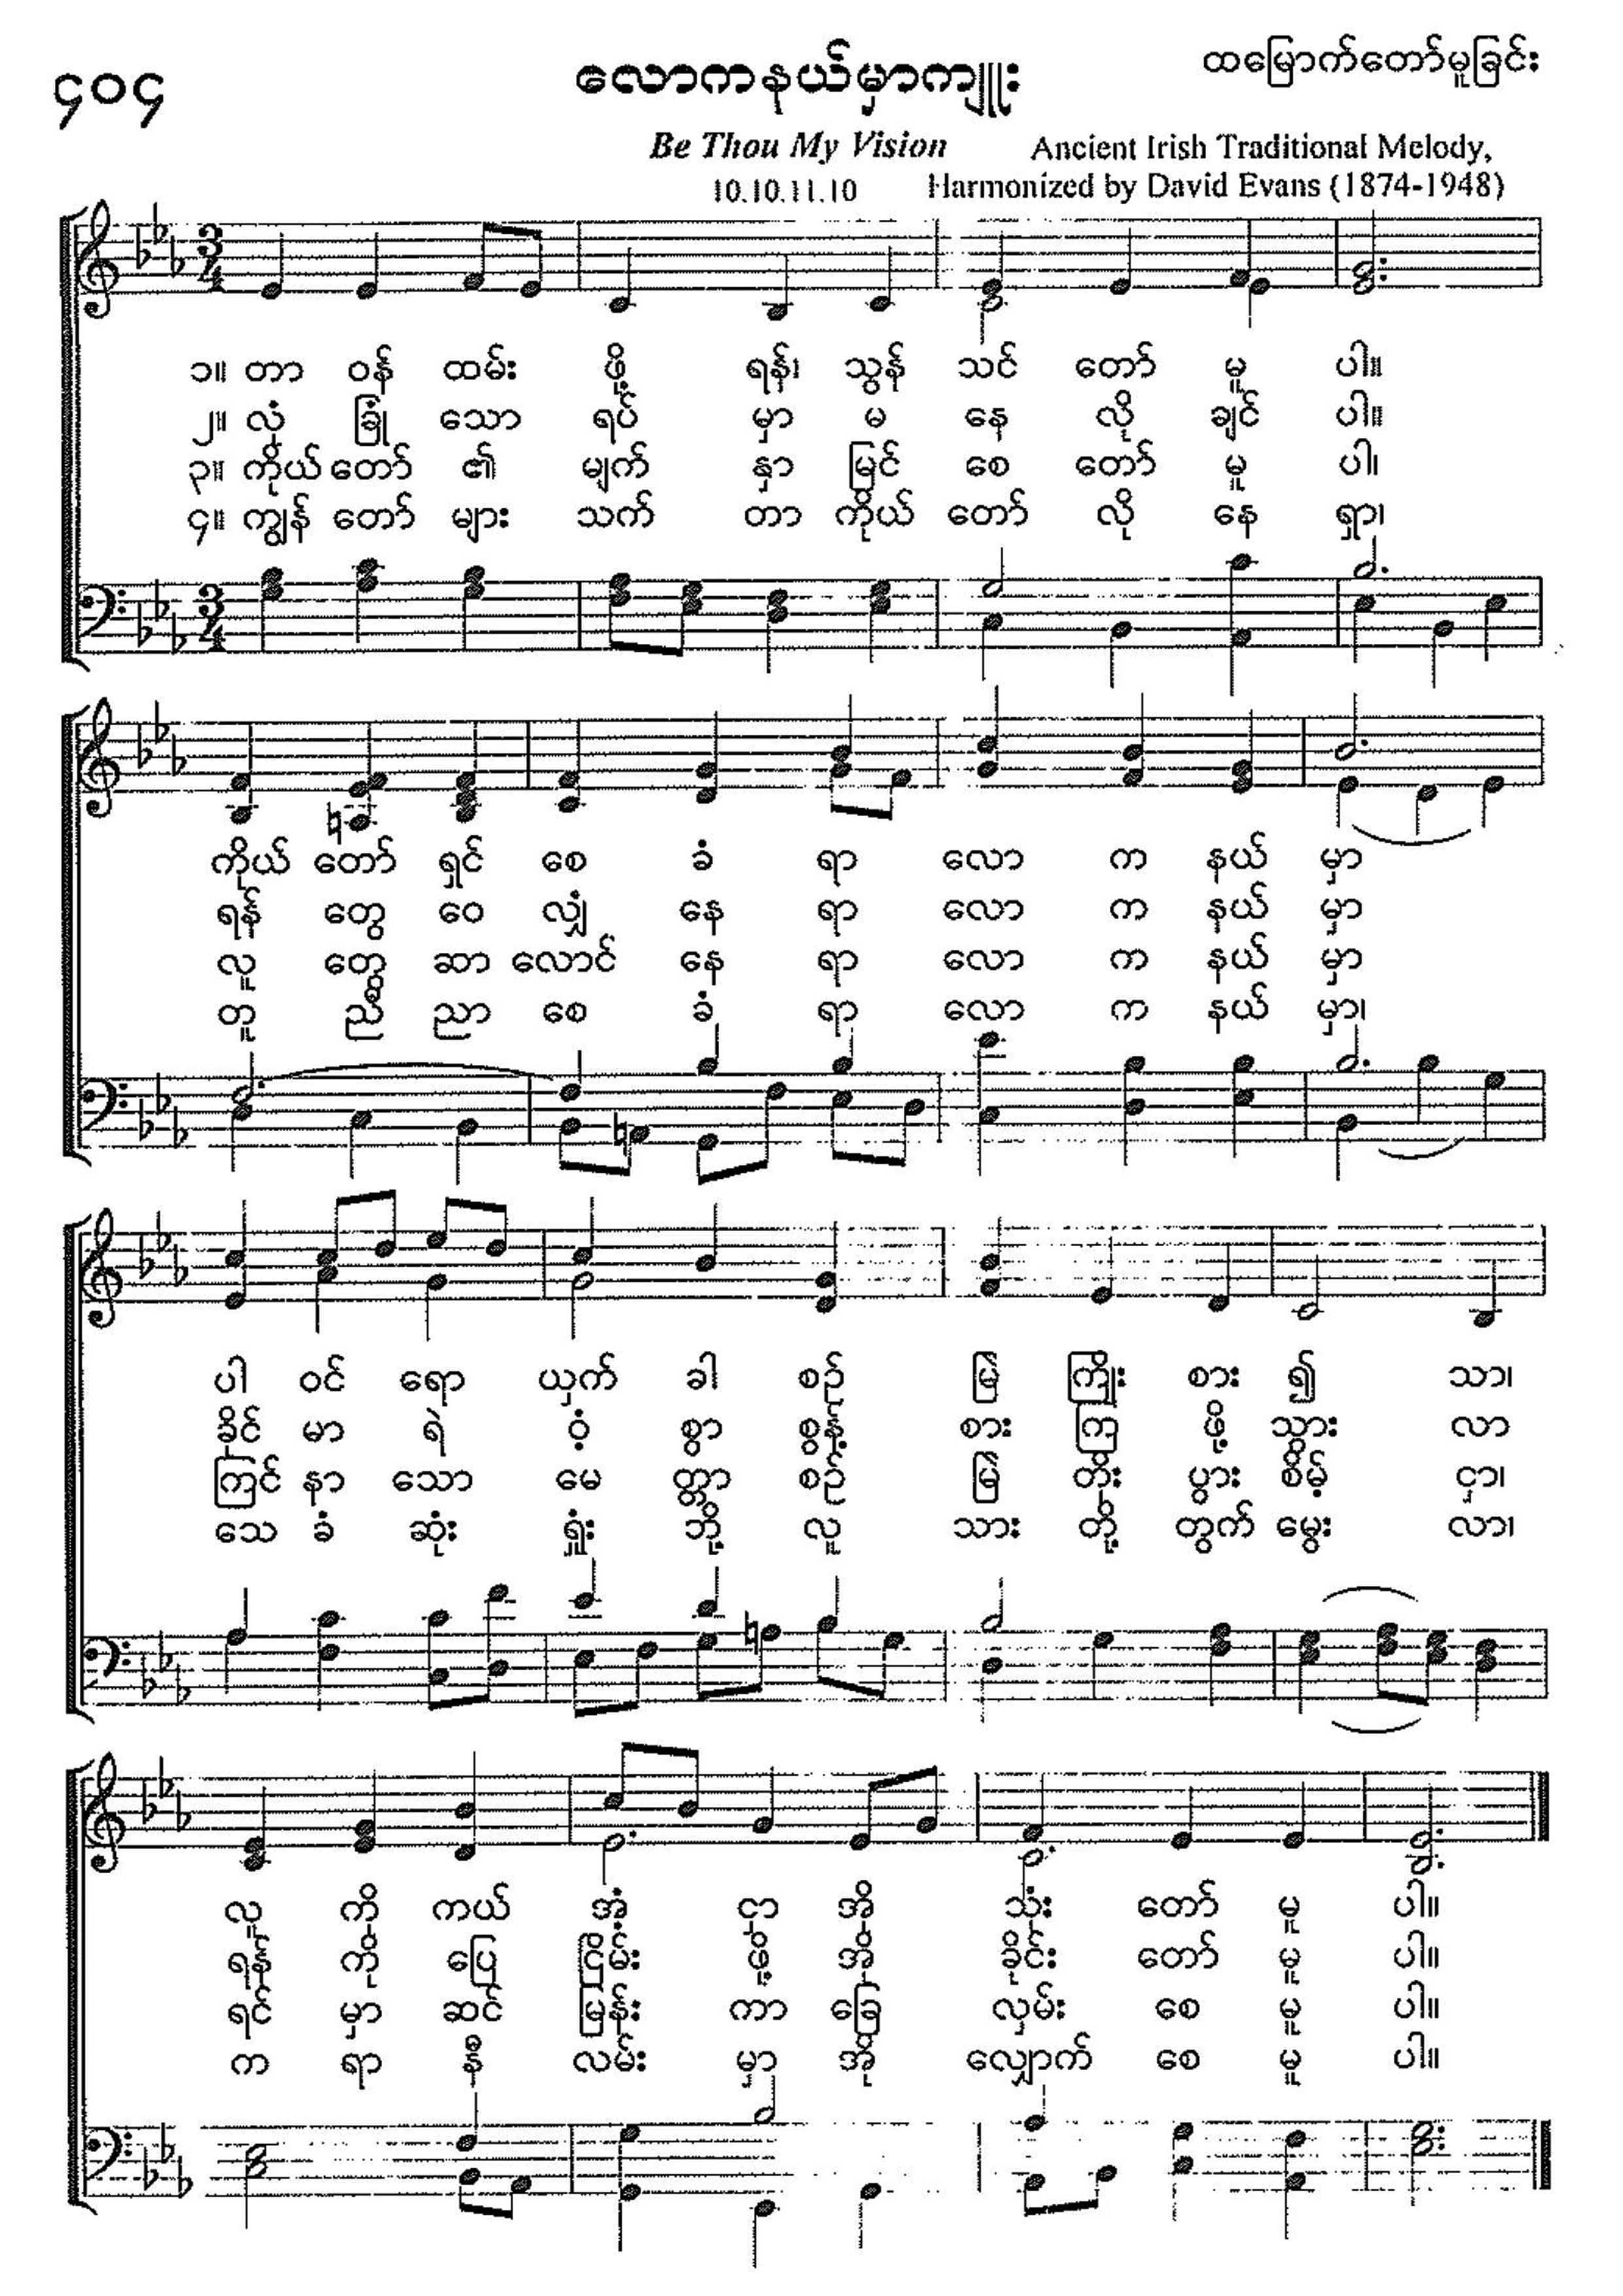 ၄၀၄
လောကနယ်မှာကျူး
ထမြောက်တော်မူခြင်း
Be Thou My Vision
Ancient Irish Traditional Melody,
10.10.11.10
Harmonized by David Evans (1874-1948)
၁။ တာ ဝန် ထမ်း ဖို့ ရန်၊ သွန် သင် တော် မူ ပါ။
၂။ လုံ ခြုံ သော ရပ် မှာ မ နေ လို ချင် ပါ။
၃။ ကိုယ် တော် ၏ မျက် နှာ မြင် စေ တော် မူ ပါ၊
၄။ ကျွန် တော် များ သက် တာ ကိုယ် တော် လို နေ ရှာ၊
ကိုယ် တော် ရှင် စေ ခံ ရာ လော က နယ် မှာ
ရန် တွေ ဝေ လျှံ နေ ရာ လော က နယ် မှာ
လူ တွေ ဆာ လောင် နေ ရာ လော က နယ် မှာ
တူ ညီ ညာ စေ ခံ ရာ လော က နယ် မှာ၊
ပါ ဝင် ရော ယှက် ခါ စဉ် မြဲ ကြိုး စား ၍ သာ၊
ခိုင် မာ ရဲ ဝံ့ စွာ စွန့် စား ကြ ဖို့ သွား လာ
ကြင် နာ သော မေ တ္တာ စဉ် မြဲ တိုး ပွား စိမ့် ငှာ၊
သေ ခံ ဆုံး ရှုံး ဘို့ လူ သား တို့ တွက် မွေး လာ၊
လူ ကို ကယ် အံ့ ငှာ အို သုံး တော် မူ ပါ။
ရန် ကို ပြေ ငြိမ်း ဖို့ အို ခိုင်း တော် မူ ပါ။
ရင် မှာ ဆင် မြန်း ကာ ခြေ လှမ်း စေ မူ ပါ။
က ရာ နီ လမ်း မှာ အို လျှောက် စေ မူ ပါ။